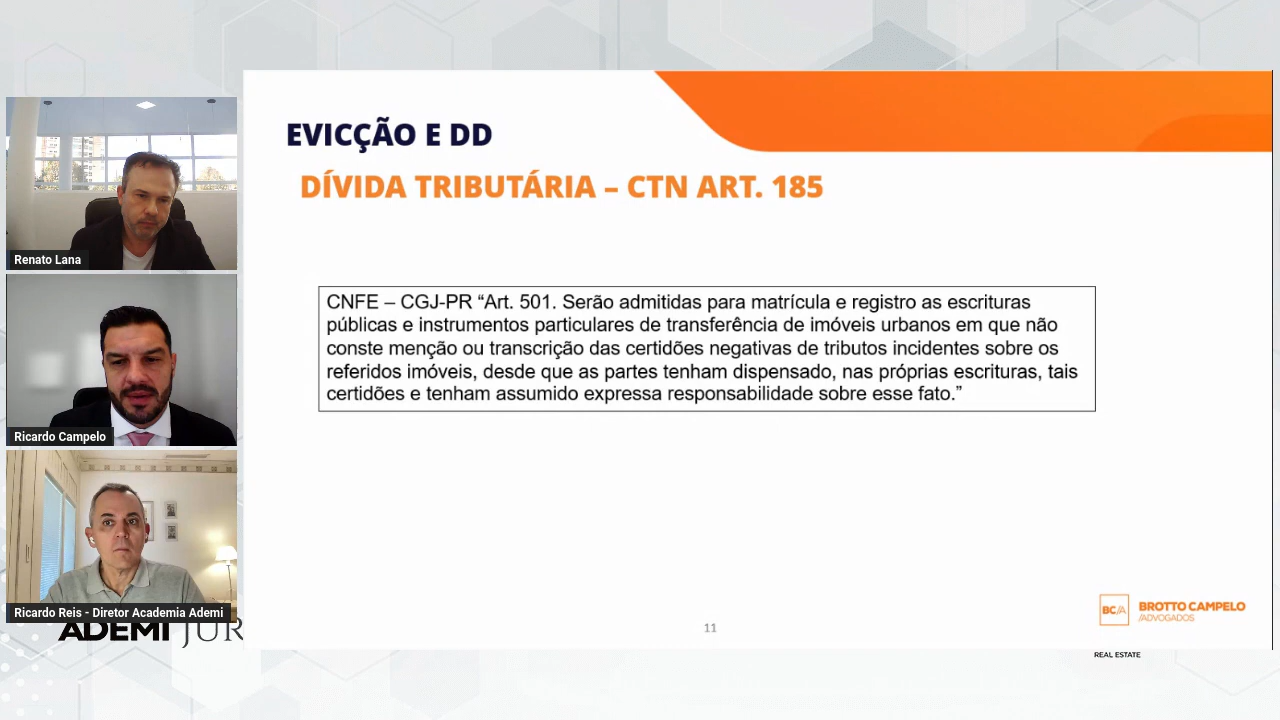 EVICÇÃO E DD
DÍVIDA TRIBUTÁRIA – CTN ART. 185
CNFE – CGJ-PR “Art. 501. Serão admitidas para matrícula e registro as escrituras
públicas e instrumentos particulares de transferência de imóveis urbanos em que não
conste menção ou transcrição das certidões negativas de tributos incidentes sobre os
referidos imóveis, desde que as partes tenham dispensado, nas próprias escrituras, tais
certidões e tenham assumido expressa responsabilidade sobre esse fato.”
Renato Lana
Ricardo Campelo
Ricardo Reis - Diretor Academia Ademi
ADEMI JUR
11
BC/A
BROTTO CAMPELO
/ADVOGADOS
REAL ESTATE